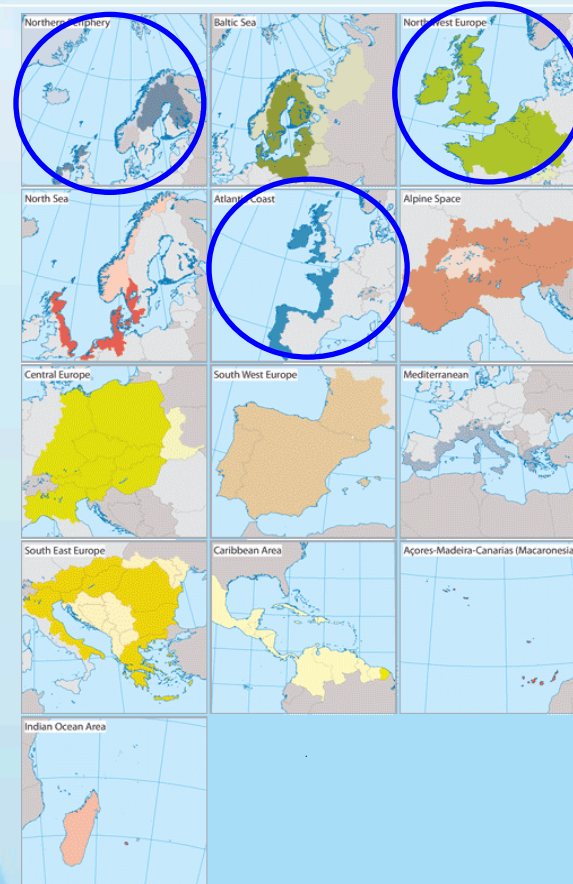 Northern Periphery
Baltic Sea
North West Europe
North Sea
Atlantic Coast
Alpine Space
Central Europe
South West Europe
Mediterranean
South East Europe
Caribbean Area
Açores-Madeira-Canarias (Macaronesia
Indian Ocean Area